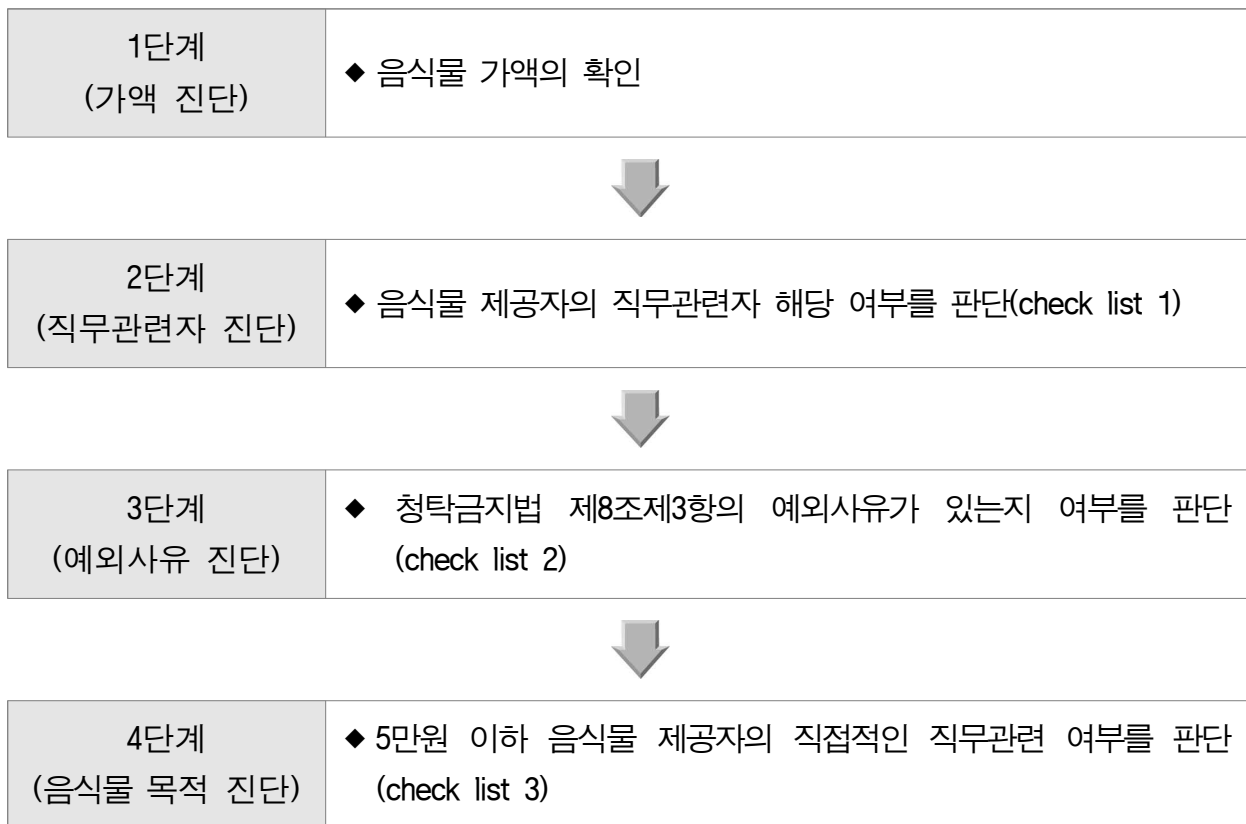 1단계
(가액 진단)
◆ 음식물 가액의 확인
2단계
(직무관련자 진단)
◆ 음식물 제공자의 직무관련자 해당 여부를 판단(check list 1)
3단계
(예외사유 진단)
◆ 청탁금지법 제8조제3항의 예외사유가 있는지 여부를 판단
(check list 2)
4단계
(음식물 목적 진단)
◆ 5만원 이하 음식물 제공자의 직접적인 직무관련 여부를 판단
(check list 3)